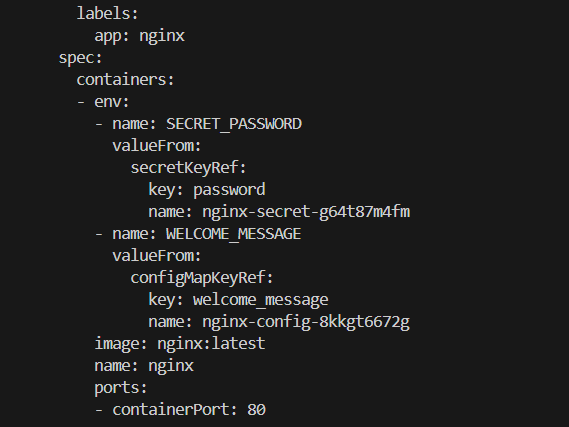 labels:
app: nginx
spec:
containers:
- env:
- name: SECRET_PASSWORD
valueFrom:
secretKeyRef:
key: password
name: nginx-secret-g64t87m4fm
- name: WELCOME_MESSAGE
valueFrom:
configMapKeyRef:
key: welcome_message
name: nginx-config-8kkgt6672g
image: nginx:latest
name: nginx
ports:
- containerPort: 80